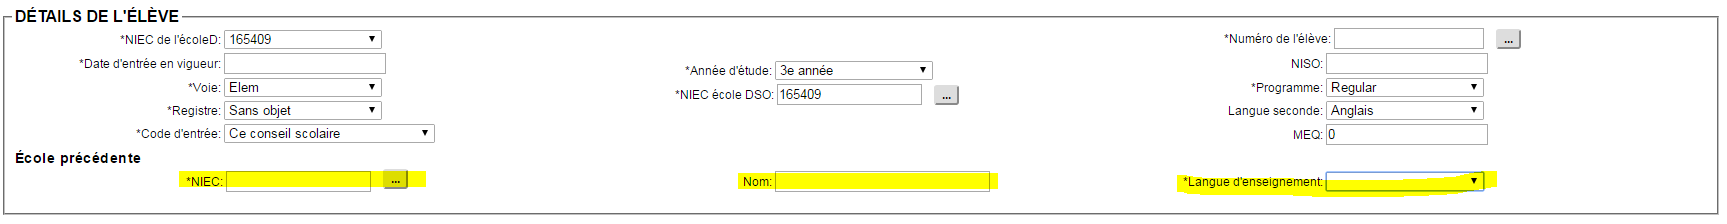 DÉTAILS DE L'ÉLÈVE
*NIEC de l'écoleD: 165409 *Numéro de l'élève: ...
*Date d'entrée en vigueur: *Année d'étude: 3e année NISO:
*Voie: Elem *NIEC école DSO: 165409 ... *Programme: Regular
*Registre: Sans objet Langue seconde: Anglais
*Code d'entrée: Ce conseil scolaire MEQ: 0
École précédente
*NIEC: ... Nom: *Langue d'enseignement: